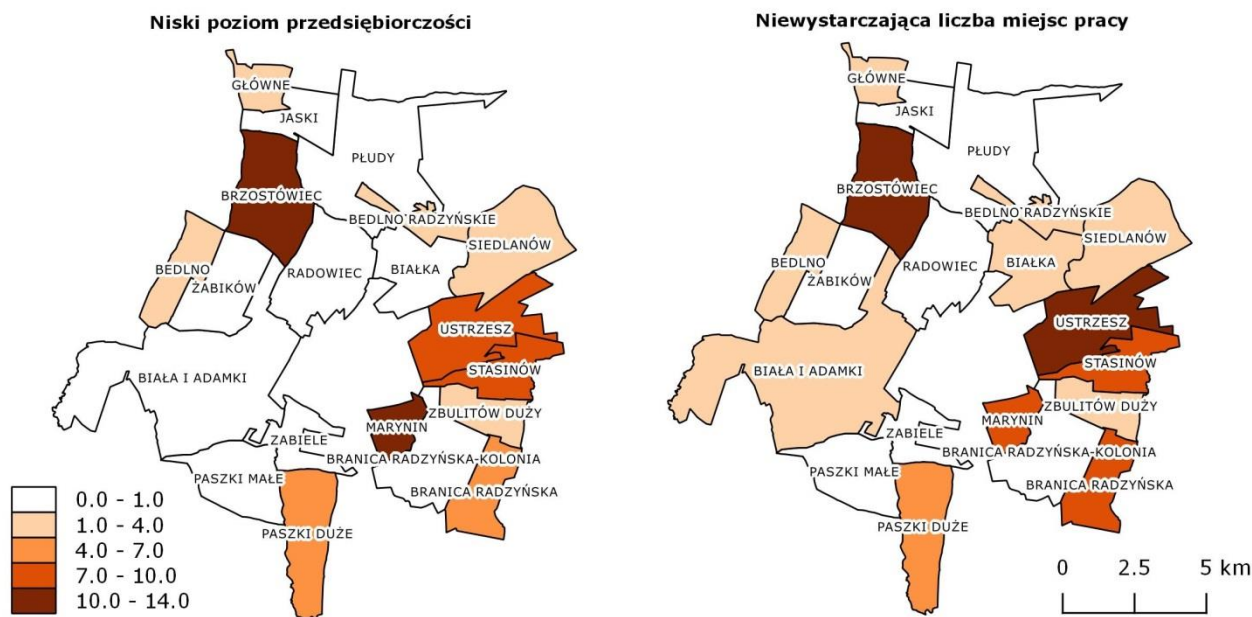 Niski poziom przedsiębiorczości
GŁÓWNE
JASKI
PŁUDY
BRZOSTÓWIEC
BEDLNO RADZYŃSKIE
SIEDLANÓW
BEDLNO
ŻABIKÓW
RADOWIEC
BIAŁKA
USTRZESZ
STASINÓW
BIAŁA I ADAMKI
ZBULITÓW DUŻY
MARYNIN
ZABIELE
BRANICA RADZYŃSKA-KOLONIA
PASZKI MAŁE
BRANICA RADZYŃSKA
PASZKI DUŻE
0.0 - 1.0
1.0 - 4.0
4.0 - 7.0
7.0 - 10.0
10.0 - 14.0
Niewystarczająca liczba miejsc pracy
GŁÓWNE
JASKI
PŁUDY
BRZOSTÓWIEC
BEDLNO RADZYŃSKIE
SIEDLANÓW
BEDLNO
ŻABIKÓW
RADOWIEC
BIAŁKA
USTRZESZ
STASINÓW
BIAŁA I ADAMKI
ZBULITÓW DUŻY
MARYNIN
ZABIELE
BRANICA RADZYŃSKA-KOLONIA
PASZKI MAŁE
BRANICA RADZYŃSKA
PASZKI DUŻE
0 2.5 5 km